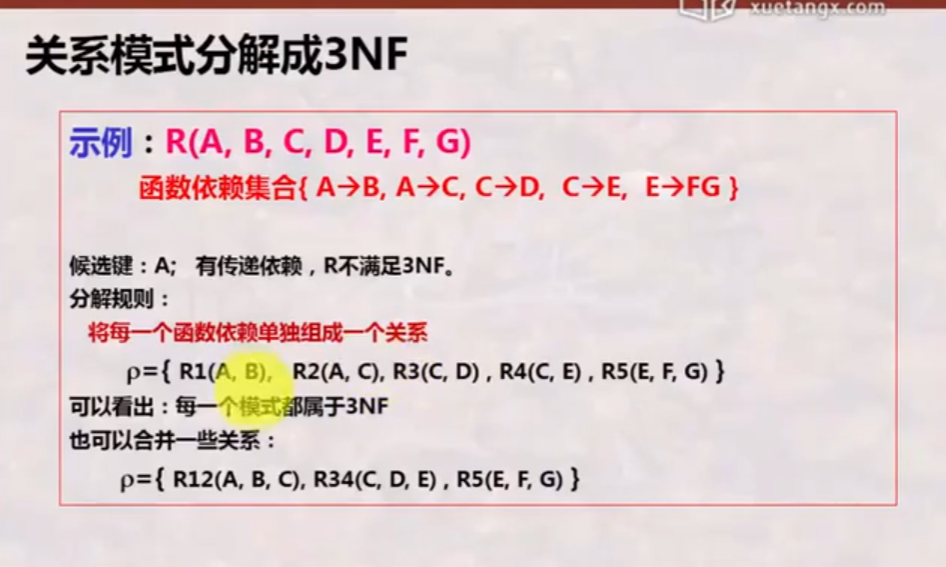 xuetangx.com
关系模式分解成3NF
示例：R(A, B, C, D, E, F, G)
函数依赖集合{ A→B, A→C, C→D, C→E, E→FG }
候选键：A; 有传递依赖，R不满足3NF。
分解规则：
将每一个函数依赖单独组成一个关系
ρ={ R1(A, B), R2(A, C), R3(C, D) , R4(C, E) , R5(E, F, G) }
可以看出：每一个模式都属于3NF
也可以合并一些关系：
ρ={ R12(A, B, C), R34(C, D, E) , R5(E, F, G) }